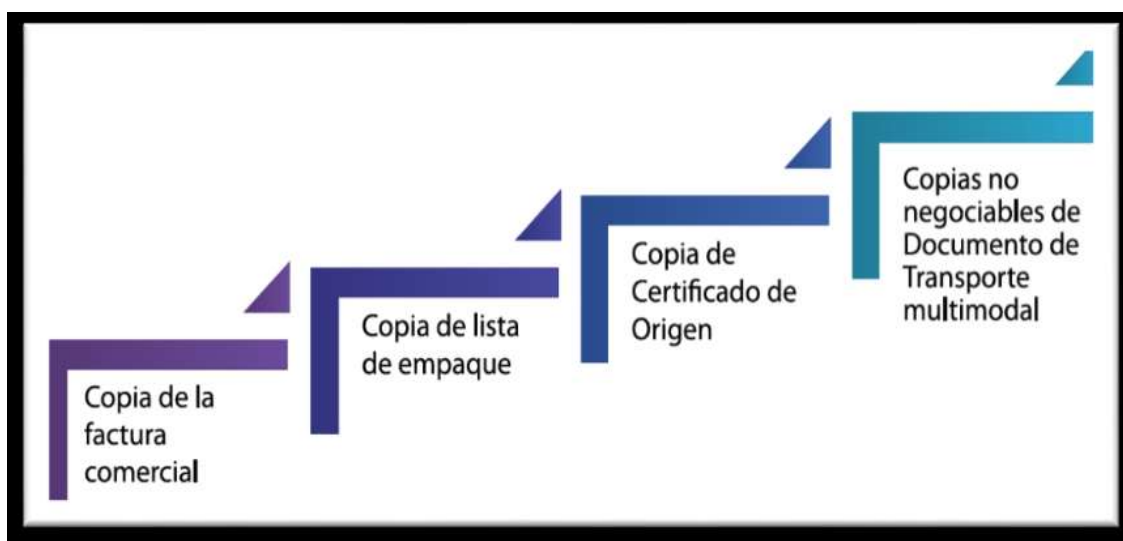 Copia de la
factura
comercial
Copia de lista
de empaque
Copia de
Certificado de
Origen
Copias no
negociables de
Documento de
Transporte
multimodal